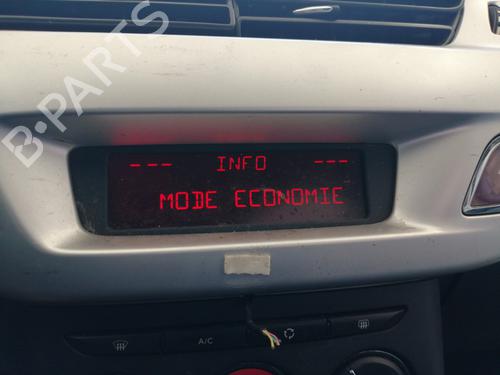 B-PARTS
--- INFO ---
MODE ECONOMIE
A/C